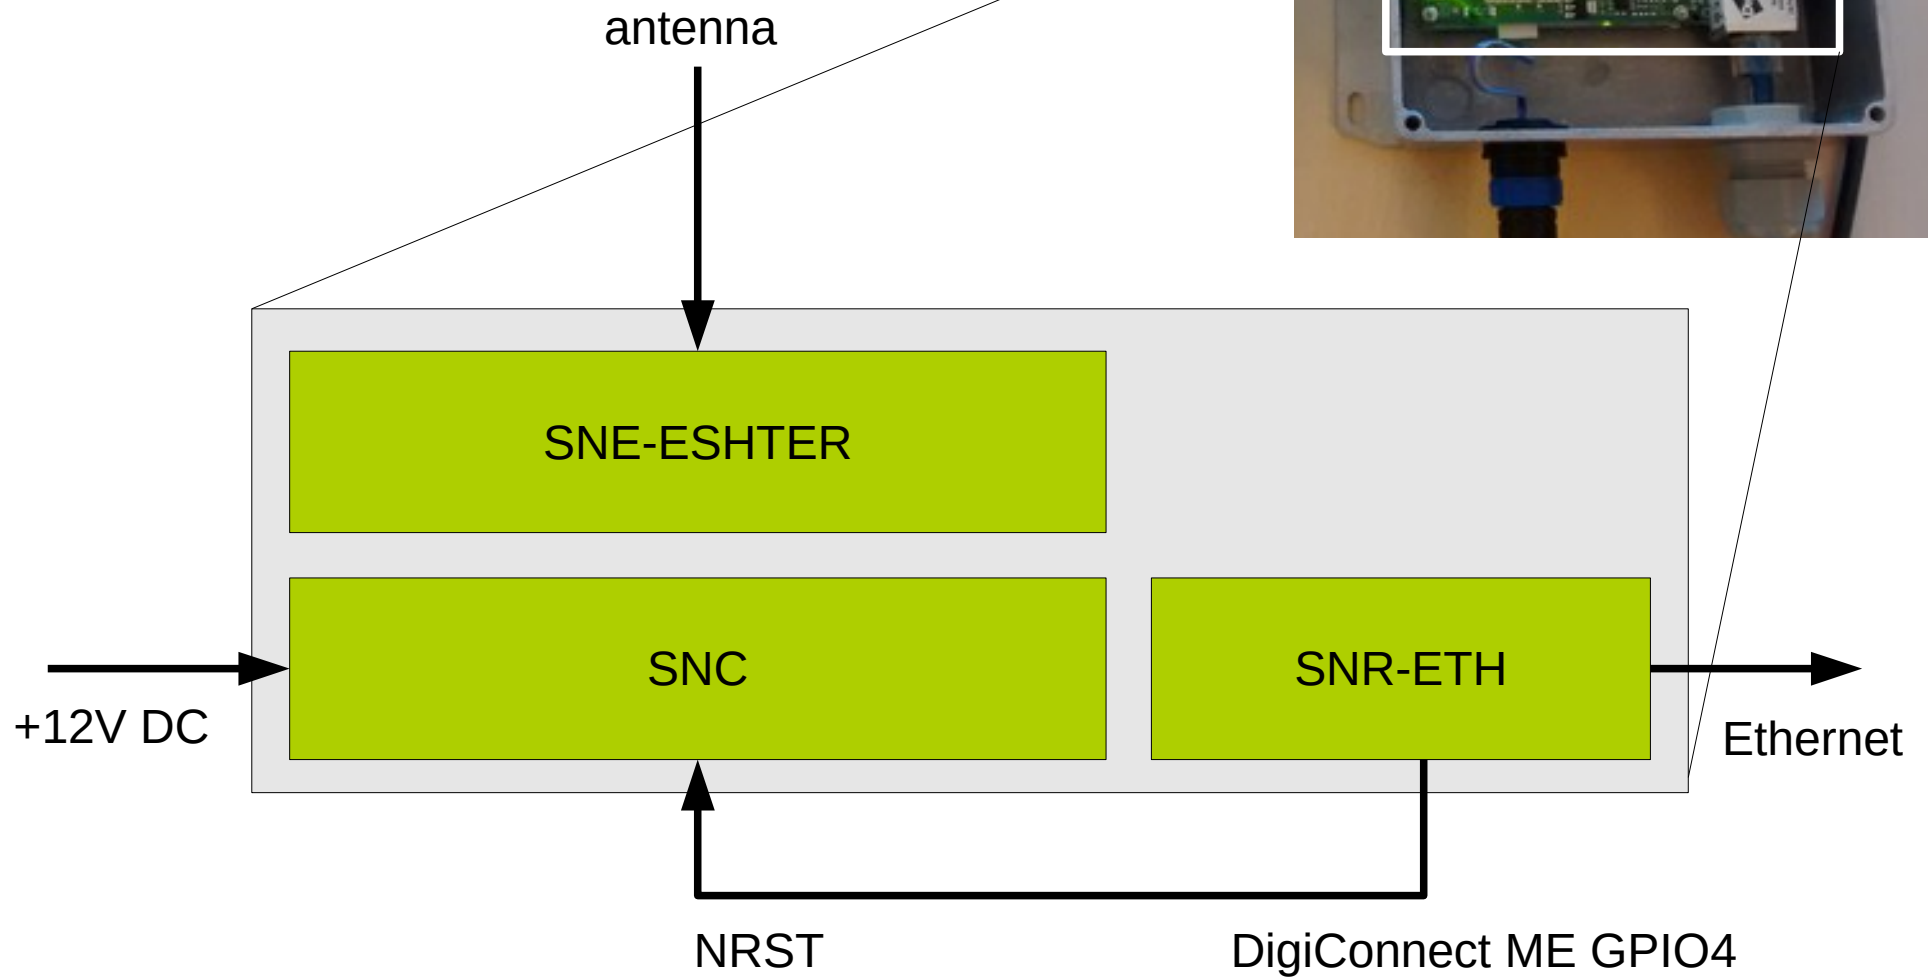 antenna
SNE-ESHTER
SNC
SNR-ETH
+12V DC
Ethernet
NRST
DigiConnect ME GPIO4